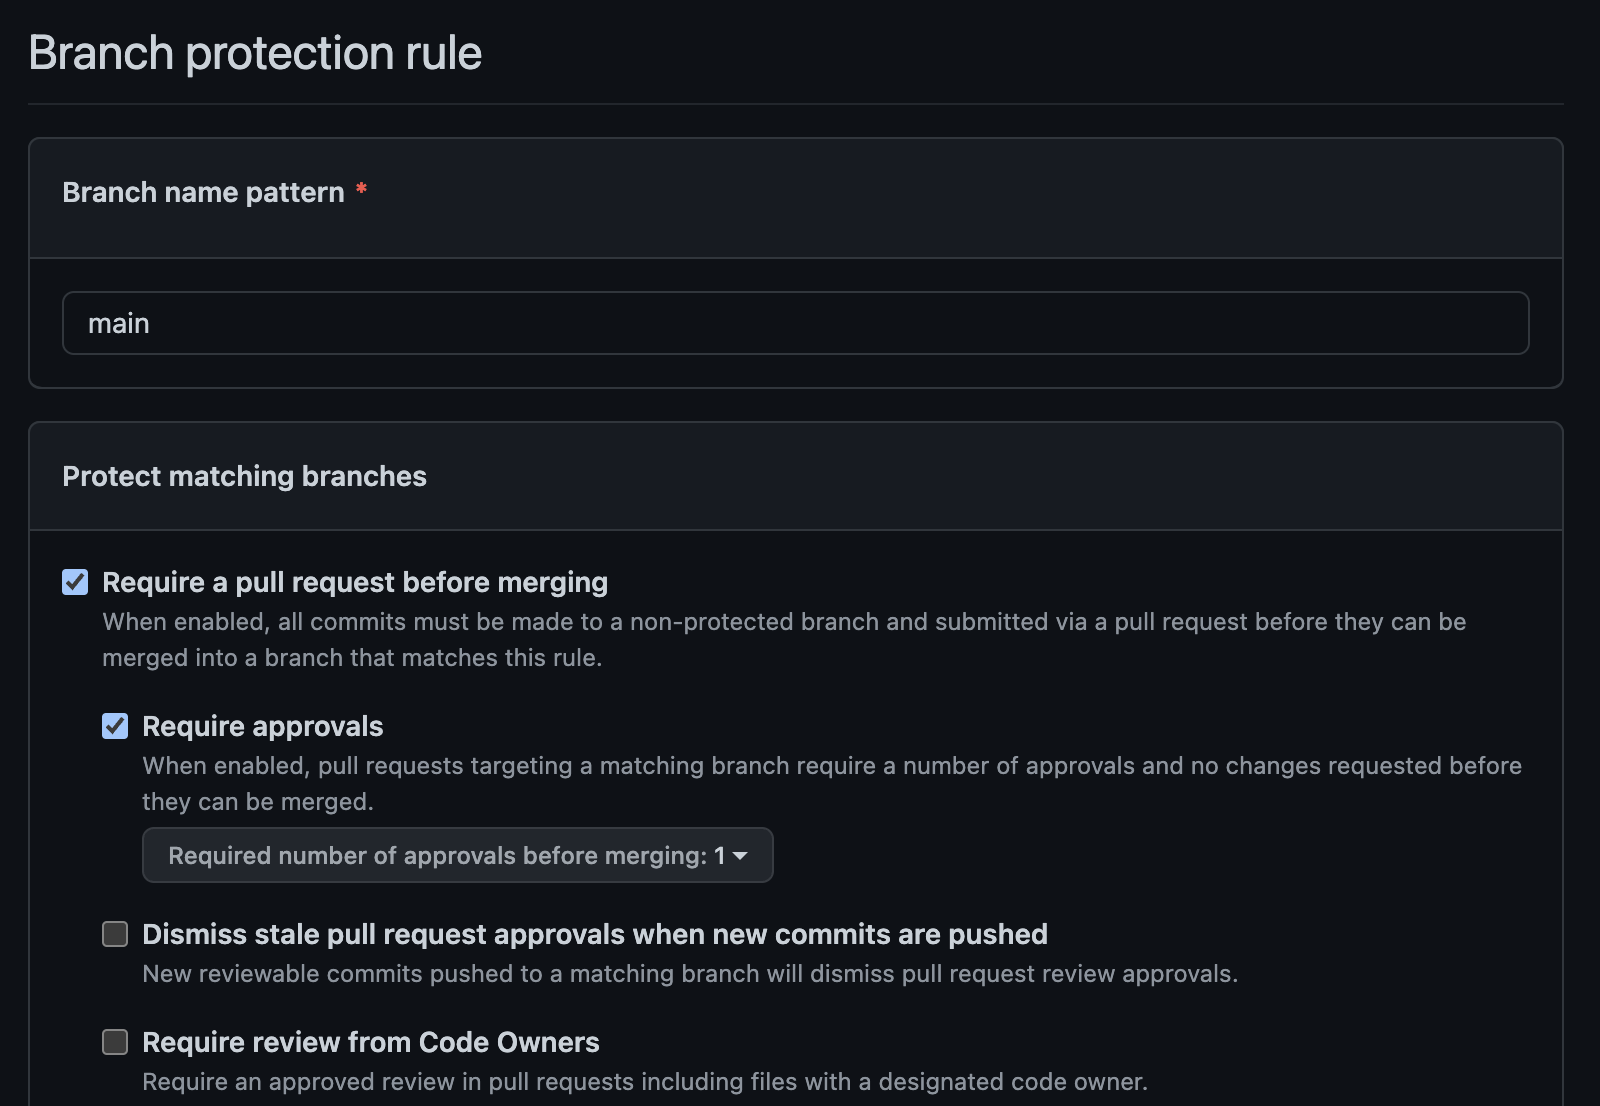 Branch protection rule
Branch name pattern *
main
Protect matching branches
Require a pull request before merging
When enabled, all commits must be made to a non-protected branch and submitted via a pull request before they can be
merged into a branch that matches this rule.
Require approvals
When enabled, pull requests targeting a matching branch require a number of approvals and no changes requested before
they can be merged.
Required number of approvals before merging: 1
Dismiss stale pull request approvals when new commits are pushed
New reviewable commits pushed to a matching branch will dismiss pull request review approvals.
Require review from Code Owners
Require an approved review in pull requests including files with a designated code owner.